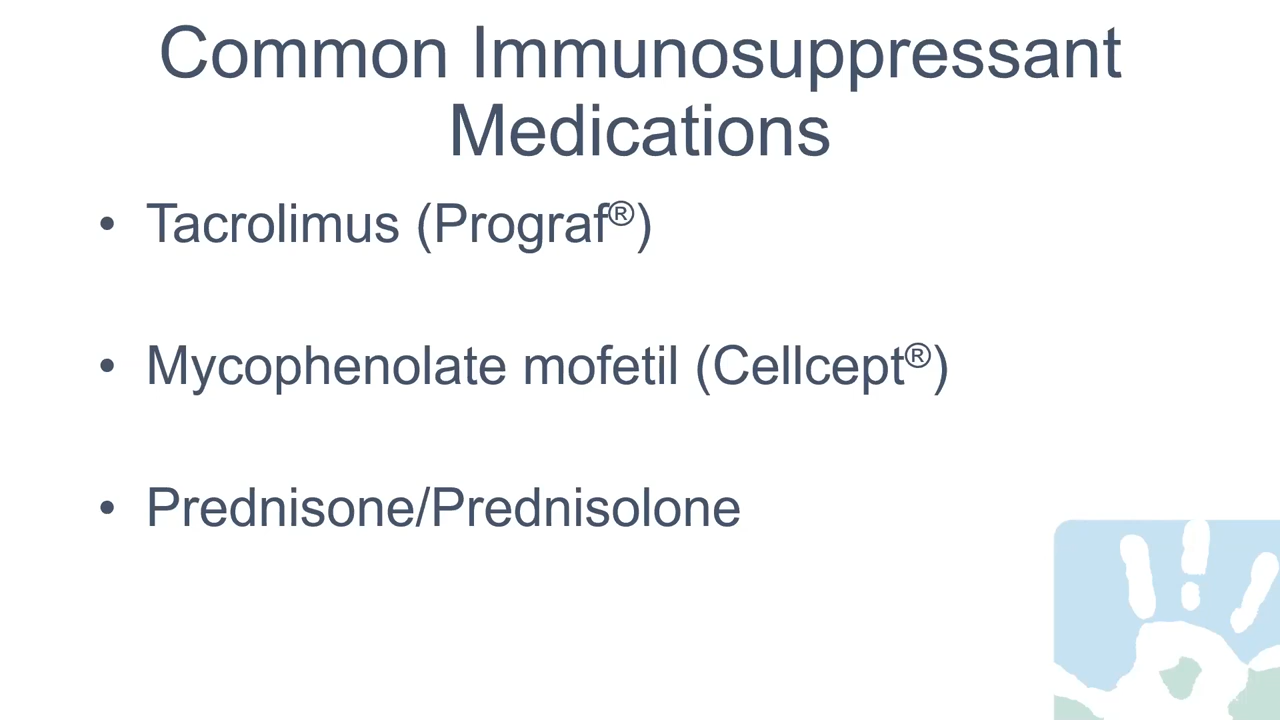 Common Immunosuppressant
Medications
• Tacrolimus (Prograf®)
• Mycophenolate mofetil (Cellcept®)
• Prednisone/Prednisolone